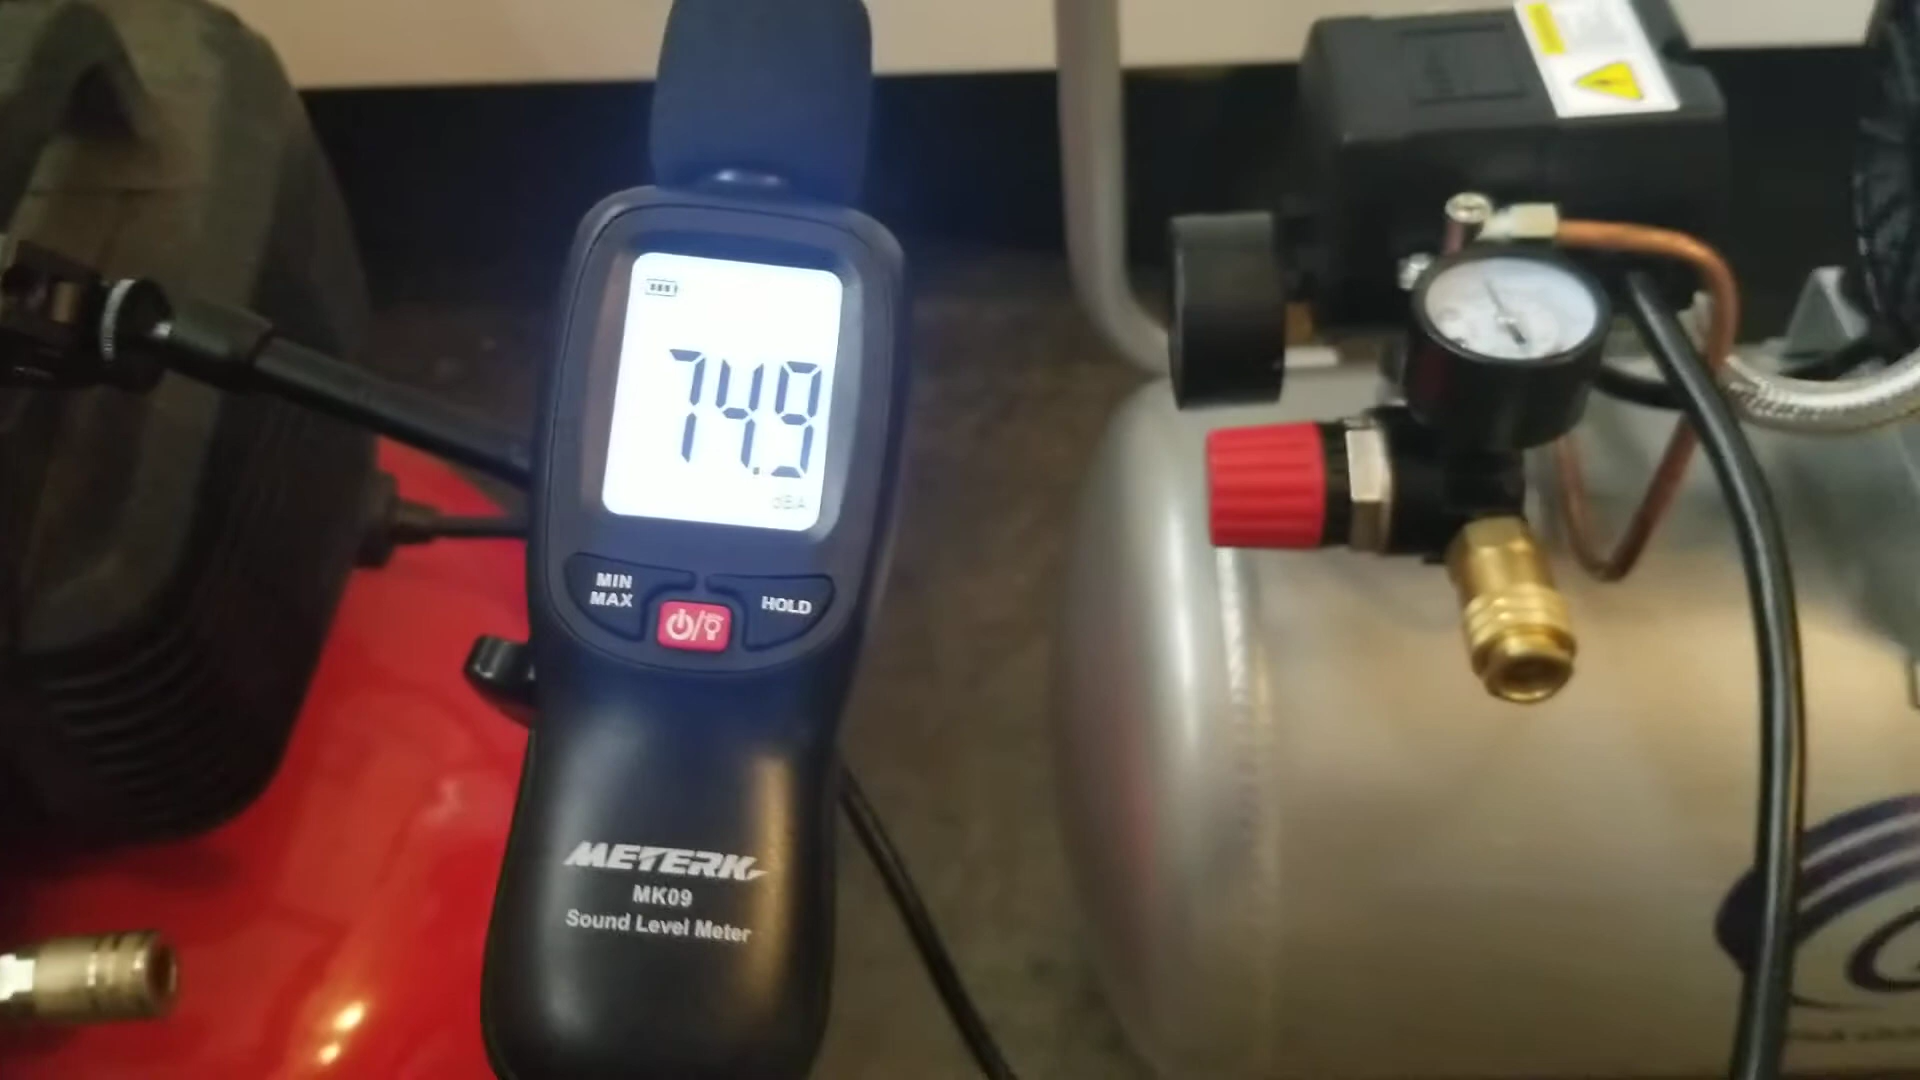 74.9
dBA
MIN
MAX
HOLD
METERK
MK09
Sound Level Meter